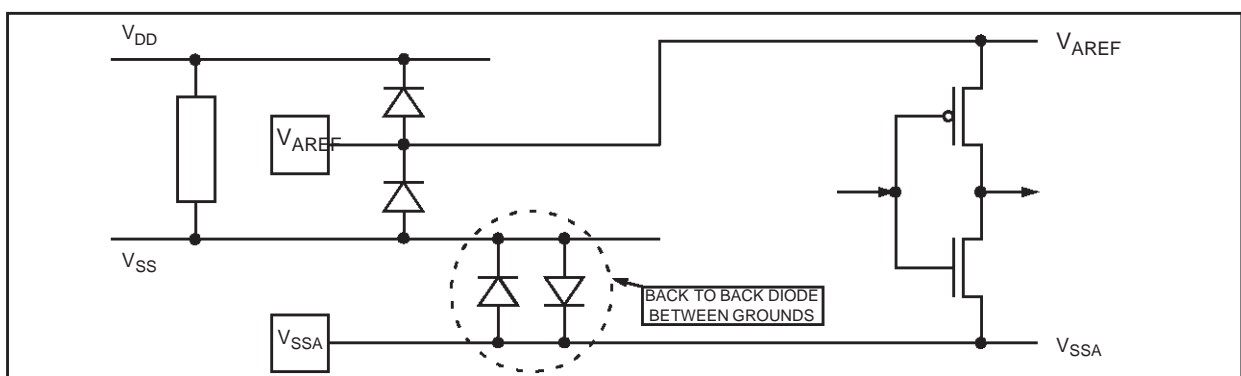 VDD
VAREF
VAREF
VSS
BACK TO BACK DIODE
BETWEEN GROUNDS
VSSA
VSSA